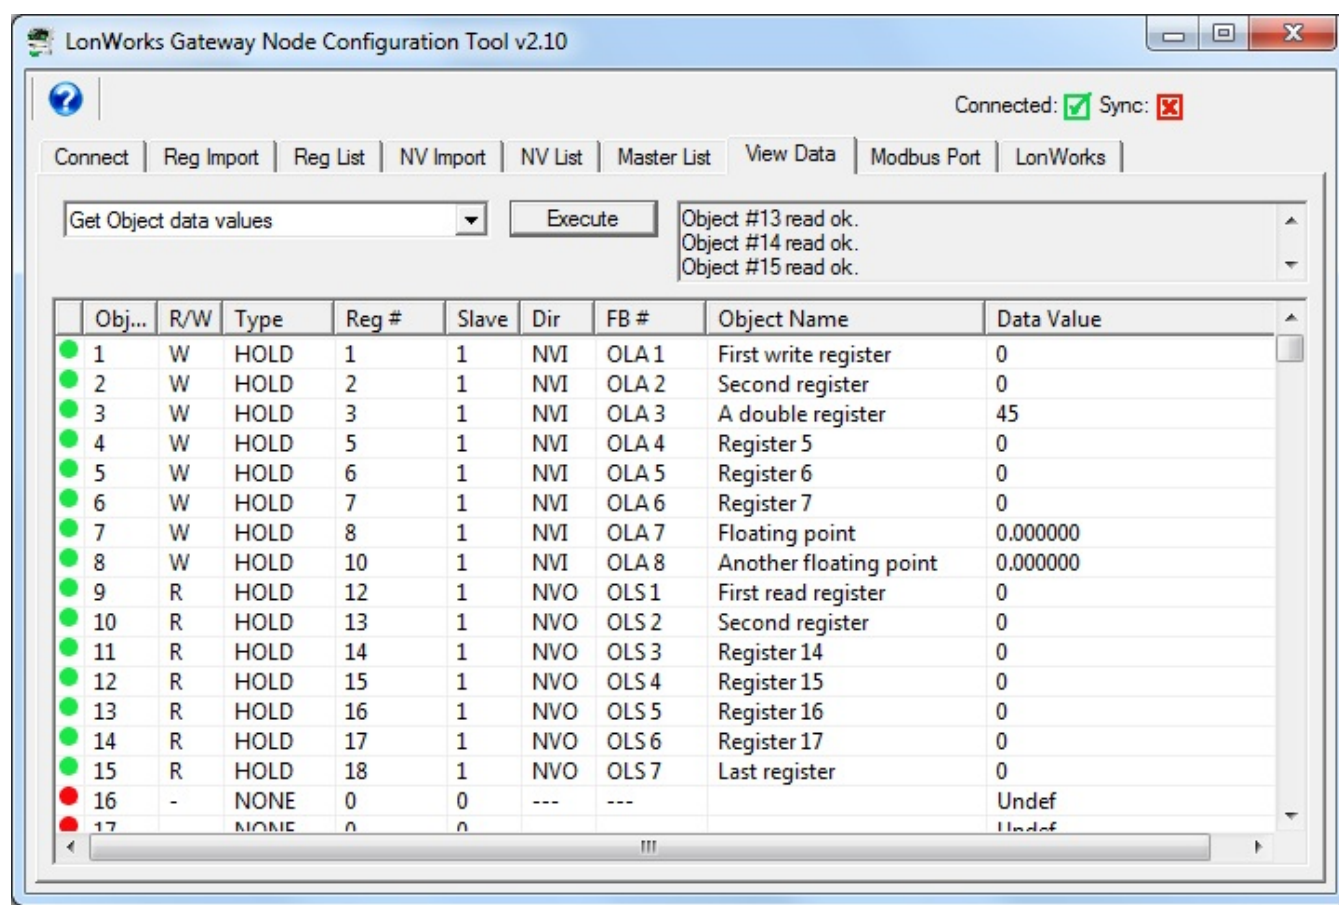 LonWorks Gateway Node Configuration Tool v2.10
Connected: Sync:
Connect Reg Import Reg List NV Import NV List Master List View Data Modbus Port LonWorks
Get Object data values Execute
Object #13 read ok.
Object #14 read ok.
Object #15 read ok.
Obj... R/W Type Reg # Slave Dir FB # Object Name Data Value
1 W HOLD 1 1 NVI OLA 1 First write register 0
2 W HOLD 2 1 NVI OLA 2 Second register 0
3 W HOLD 3 1 NVI OLA 3 A double register 45
4 W HOLD 5 1 NVI OLA 4 Register 5 0
5 W HOLD 6 1 NVI OLA 5 Register 6 0
6 W HOLD 7 1 NVI OLA 6 Register 7 0
7 W HOLD 8 1 NVI OLA 7 Floating point 0.000000
8 W HOLD 10 1 NVI OLA 8 Another floating point 0.000000
9 R HOLD 12 1 NVO OLS 1 First read register 0
10 R HOLD 13 1 NVO OLS 2 Second register 0
11 R HOLD 14 1 NVO OLS 3 Register 14 0
12 R HOLD 15 1 NVO OLS 4 Register 15 0
13 R HOLD 16 1 NVO OLS 5 Register 16 0
14 R HOLD 17 1 NVO OLS 6 Register 17 0
15 R HOLD 18 1 NVO OLS 7 Last register 0
16 - NONE 0 0 --- --- Undef
17 NONE 0 0 Undef